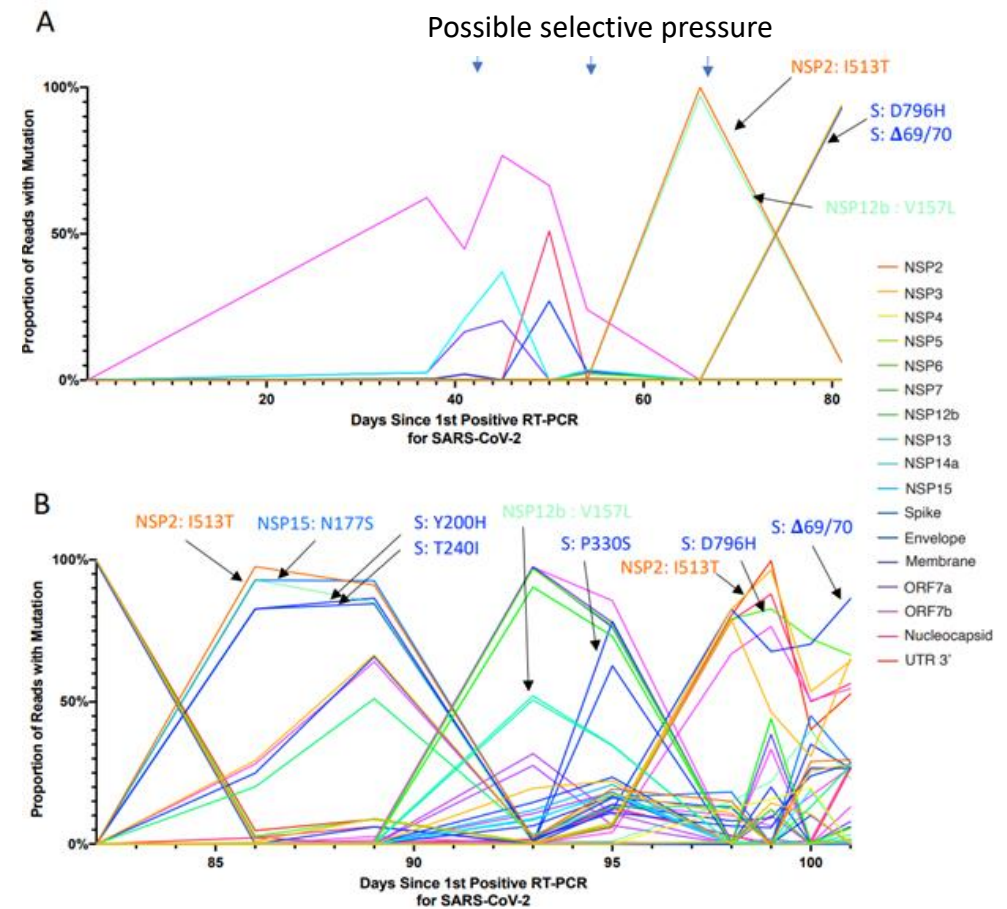 A
Possible selective pressure
NSP2: I513T
S: D796H
S: Δ69/70
NSP12b : V157L
100%
50%
0%
Proportion of Reads with Mutation
20
40
60
80
Days Since 1st Positive RT-PCR
for SARS-CoV-2
NSP2
NSP3
NSP4
NSP5
NSP6
NSP7
NSP12b
NSP13
NSP14a
NSP15
Spike
Envelope
Membrane
ORF7a
ORF7b
Nucleocapsid
UTR 3'
B
NSP2: I513T
NSP15: N177S
S: Y200H
S: T240I
NSP12b : V157L
S: P330S
S: D796H
NSP2: I513T
S: Δ69/70
100%
50%
0%
Proportion of Reads with Mutation
85
90
95
100
Days Since 1st Positive RT-PCR
for SARS-CoV-2